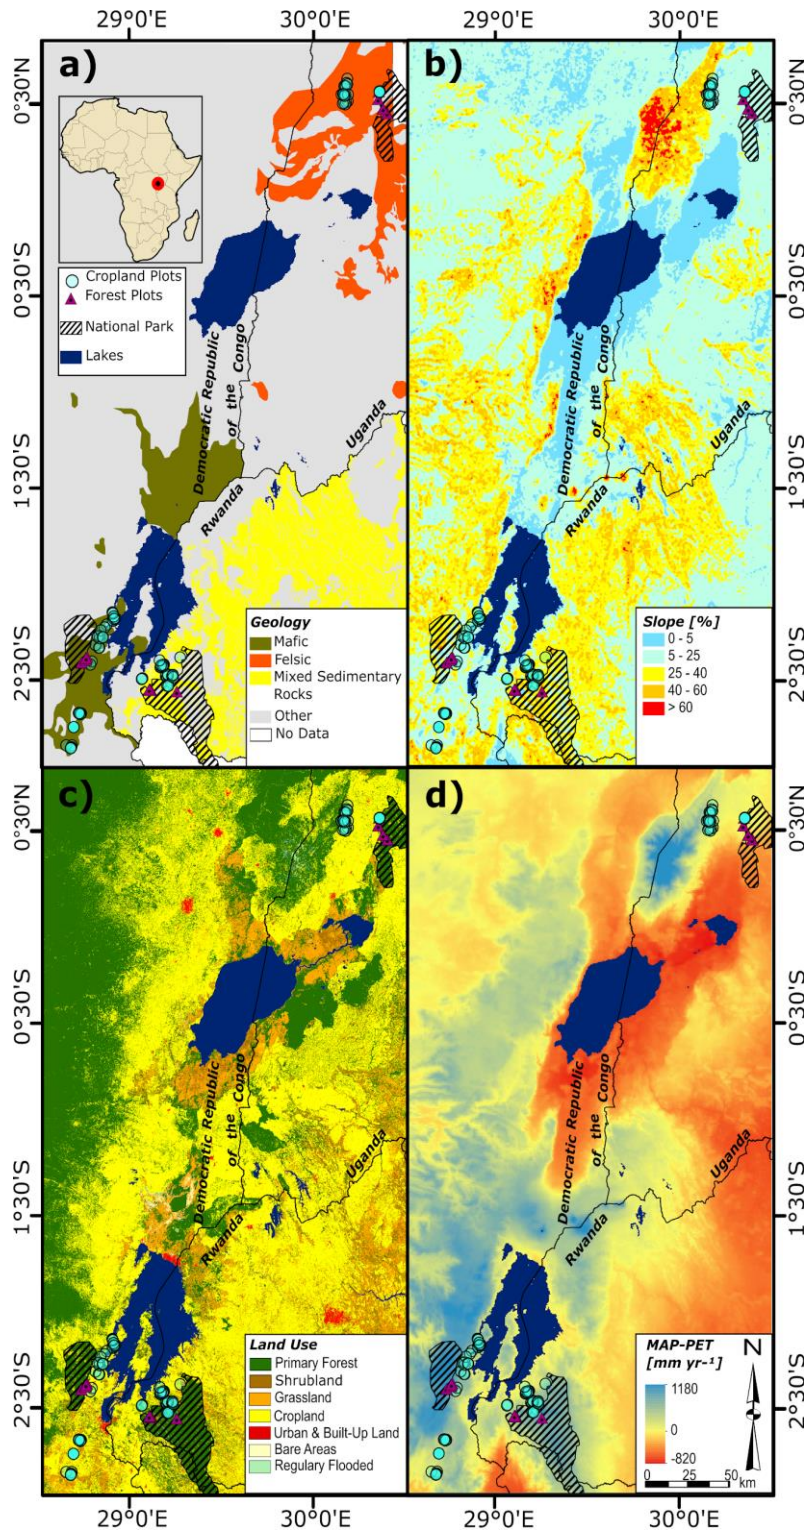 29°0'E
30°0'E
29°0'E
30°0'E
a)
b)
0°30'N
0°30'N
Cropland Plots
Forest Plots
National Park
Lakes
0°30'S
0°30'S
Democratic Republic
of the Congo
Uganda
Rwanda
Democratic Republic
of the Congo
Uganda
Rwanda
1°30'S
1°30'S
Geology
Mafic
Felsic
Mixed Sedimentary
Rocks
Other
No Data
Slope [%]
0 - 5
5 - 25
25 - 40
40 - 60
> 60
2°30'S
2°30'S
c)
d)
0°30'N
0°30'N
0°30'S
0°30'S
Democratic Republic
of the Congo
Uganda
Rwanda
Democratic Republic
of the Congo
Uganda
Rwanda
1°30'S
1°30'S
Land Use
Primary Forest
Shrubland
Grassland
Cropland
Urban & Built-Up Land
Bare Areas
Regulary Flooded
MAP-PET
[mm yr⁻¹]
1180
0
-820
N
0 25 50
km
2°30'S
2°30'S
29°0'E
30°0'E
29°0'E
30°0'E